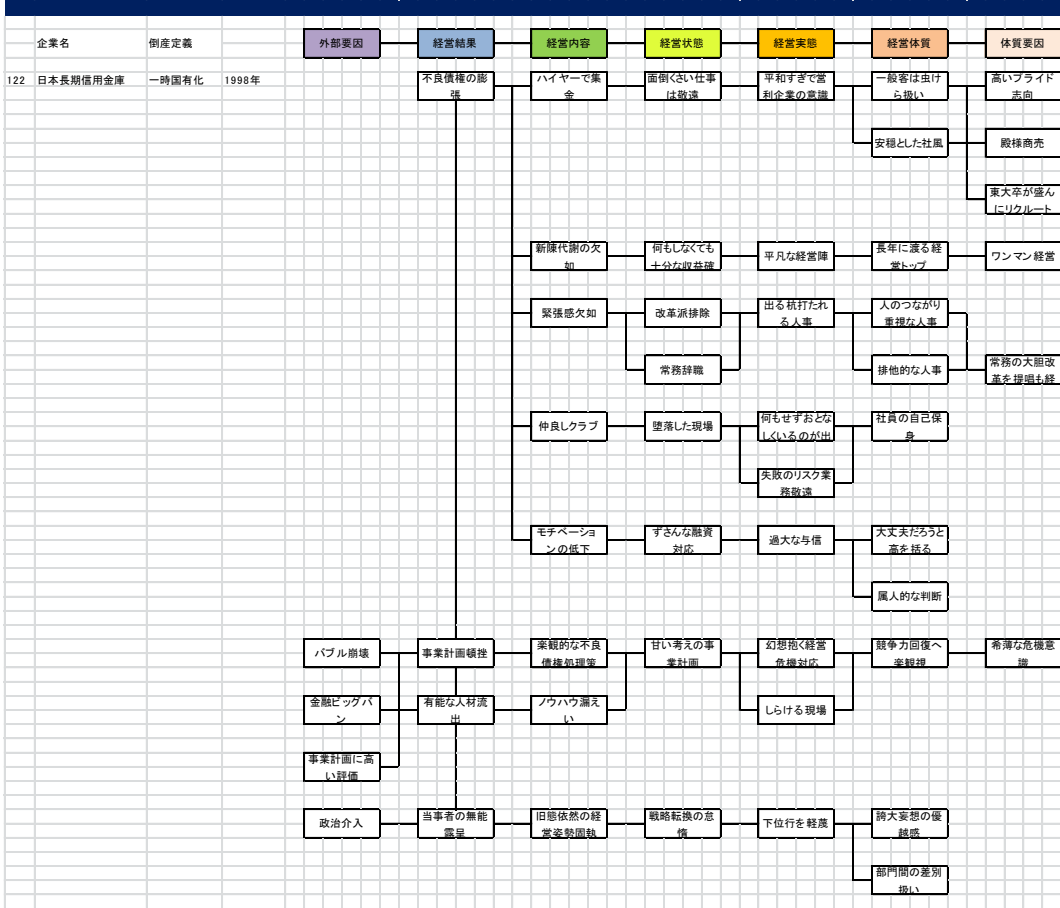 企業名 倒産定義 外部要因 経営結果 経営内容 経営状態 経営実態 経営体質 体質要因
122 日本長期信用金庫 一時国有化 1998年
不良債権の膨
張
ハイヤーで集
金
面倒くさい仕事
は敬遠
平和すぎで営
利企業の意識
一般客は虫け
ら扱い
高いプライド
志向
安穏とした社風
殿様商売
東大卒が盛ん
にリクルート
新陳代謝の欠
如
何もしなくても
十分な収益確
平凡な経営陣
長年に渡る経
営トップ
ワンマン経営
緊張感欠如
改革派排除
出る杭打たれ
る人事
人のつながり
重視な人事
常務辞職
排他的な人事
常務の大胆改
革を提唱も経
仲良しクラブ
堕落した現場
何もせずおとな
しくいるのが出
社員の自己保
身
失敗のリスク業
務敬遠
モチベーショ
ンの低下
ずさんな融資
対応
過大な与信
大丈夫だろうと
高を括る
属人的な判断
バブル崩壊
事業計画頓挫
楽観的な不良
債権処理策
甘い考えの事
業計画
幻想抱く経営
危機対応
競争力回復へ
楽観視
希薄な危機意
識
金融ビッグバ
ン
有能な人材流
出
ノウハウ漏え
い
しらける現場
事業計画に高
い評価
政治介入
当事者の無能
露呈
旧態依然の経
営姿勢固執
戦略転換の怠
惰
下位行を軽蔑
誇大妄想の優
越感
部門間の差別
扱い